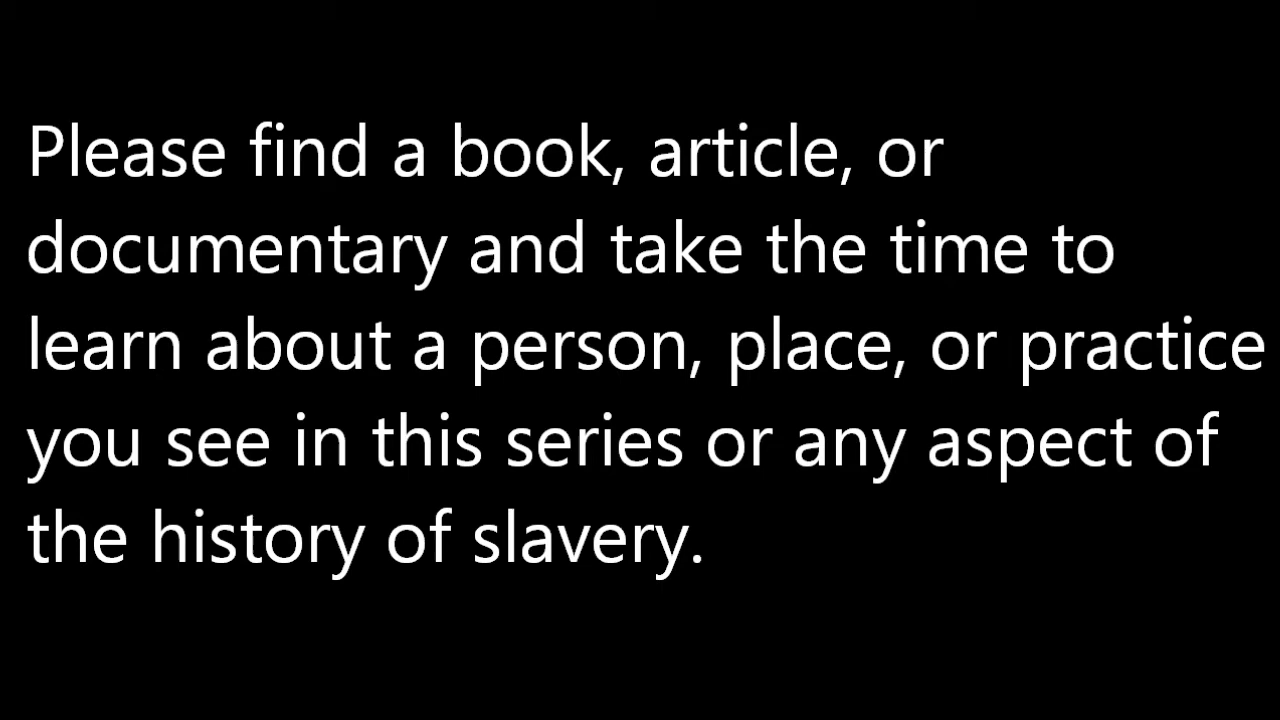 Please find a book, article, or
documentary and take the time to
learn about a person, place, or practice
you see in this series or any aspect of
the history of slavery.